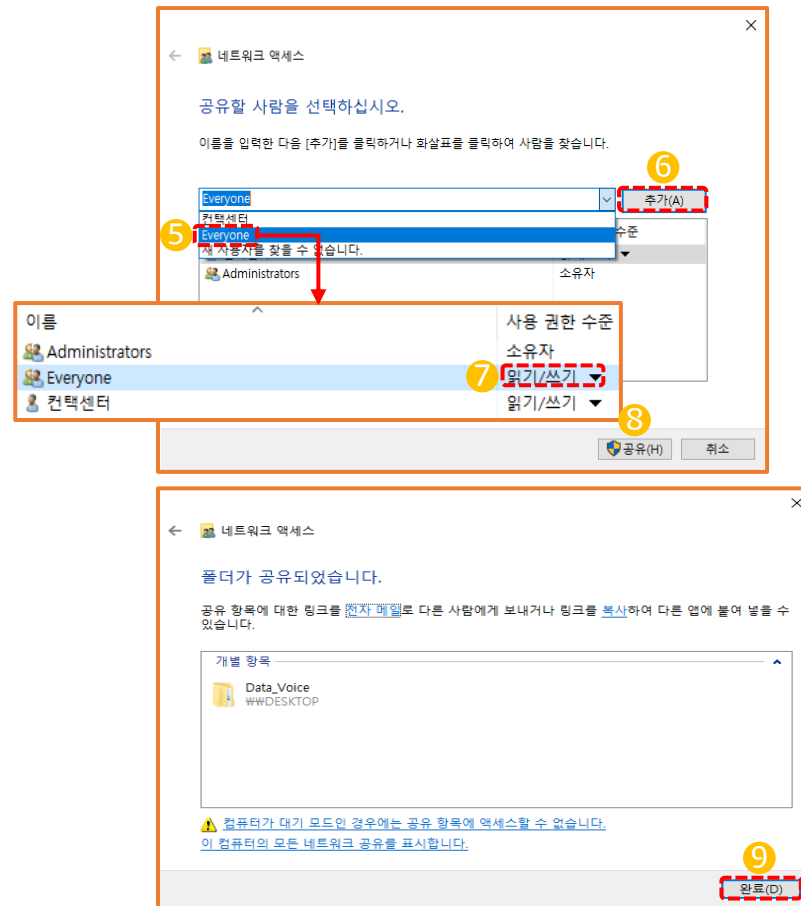 네트워크 액세스
공유할 사람을 선택하십시오.
이름을 입력한 다음 [추가]를 클릭하거나 화살표를 클릭하여 사람을 찾습니다.
6
Everyone
추가(A)
컨택센터
수준
5
Everyone
새 사용자를 찾을 수 없습니다.
Administrators
소유자
이름
사용 권한 수준
Administrators
소유자
Everyone
7
읽기/쓰기
컨택센터
읽기/쓰기
8
공유(H)
취소
네트워크 액세스
폴더가 공유되었습니다.
공유 항목에 대한 링크를 전자 메일로 다른 사람에게 보내거나 링크를 복사하여 다른 앱에 붙여 넣을 수
있습니다.
개별 항목
Data_Voice
₩₩DESKTOP
컴퓨터가 대기 모드인 경우에는 공유 항목에 액세스할 수 없습니다.
이 컴퓨터의 모든 네트워크 공유를 표시합니다.
9
완료(D)